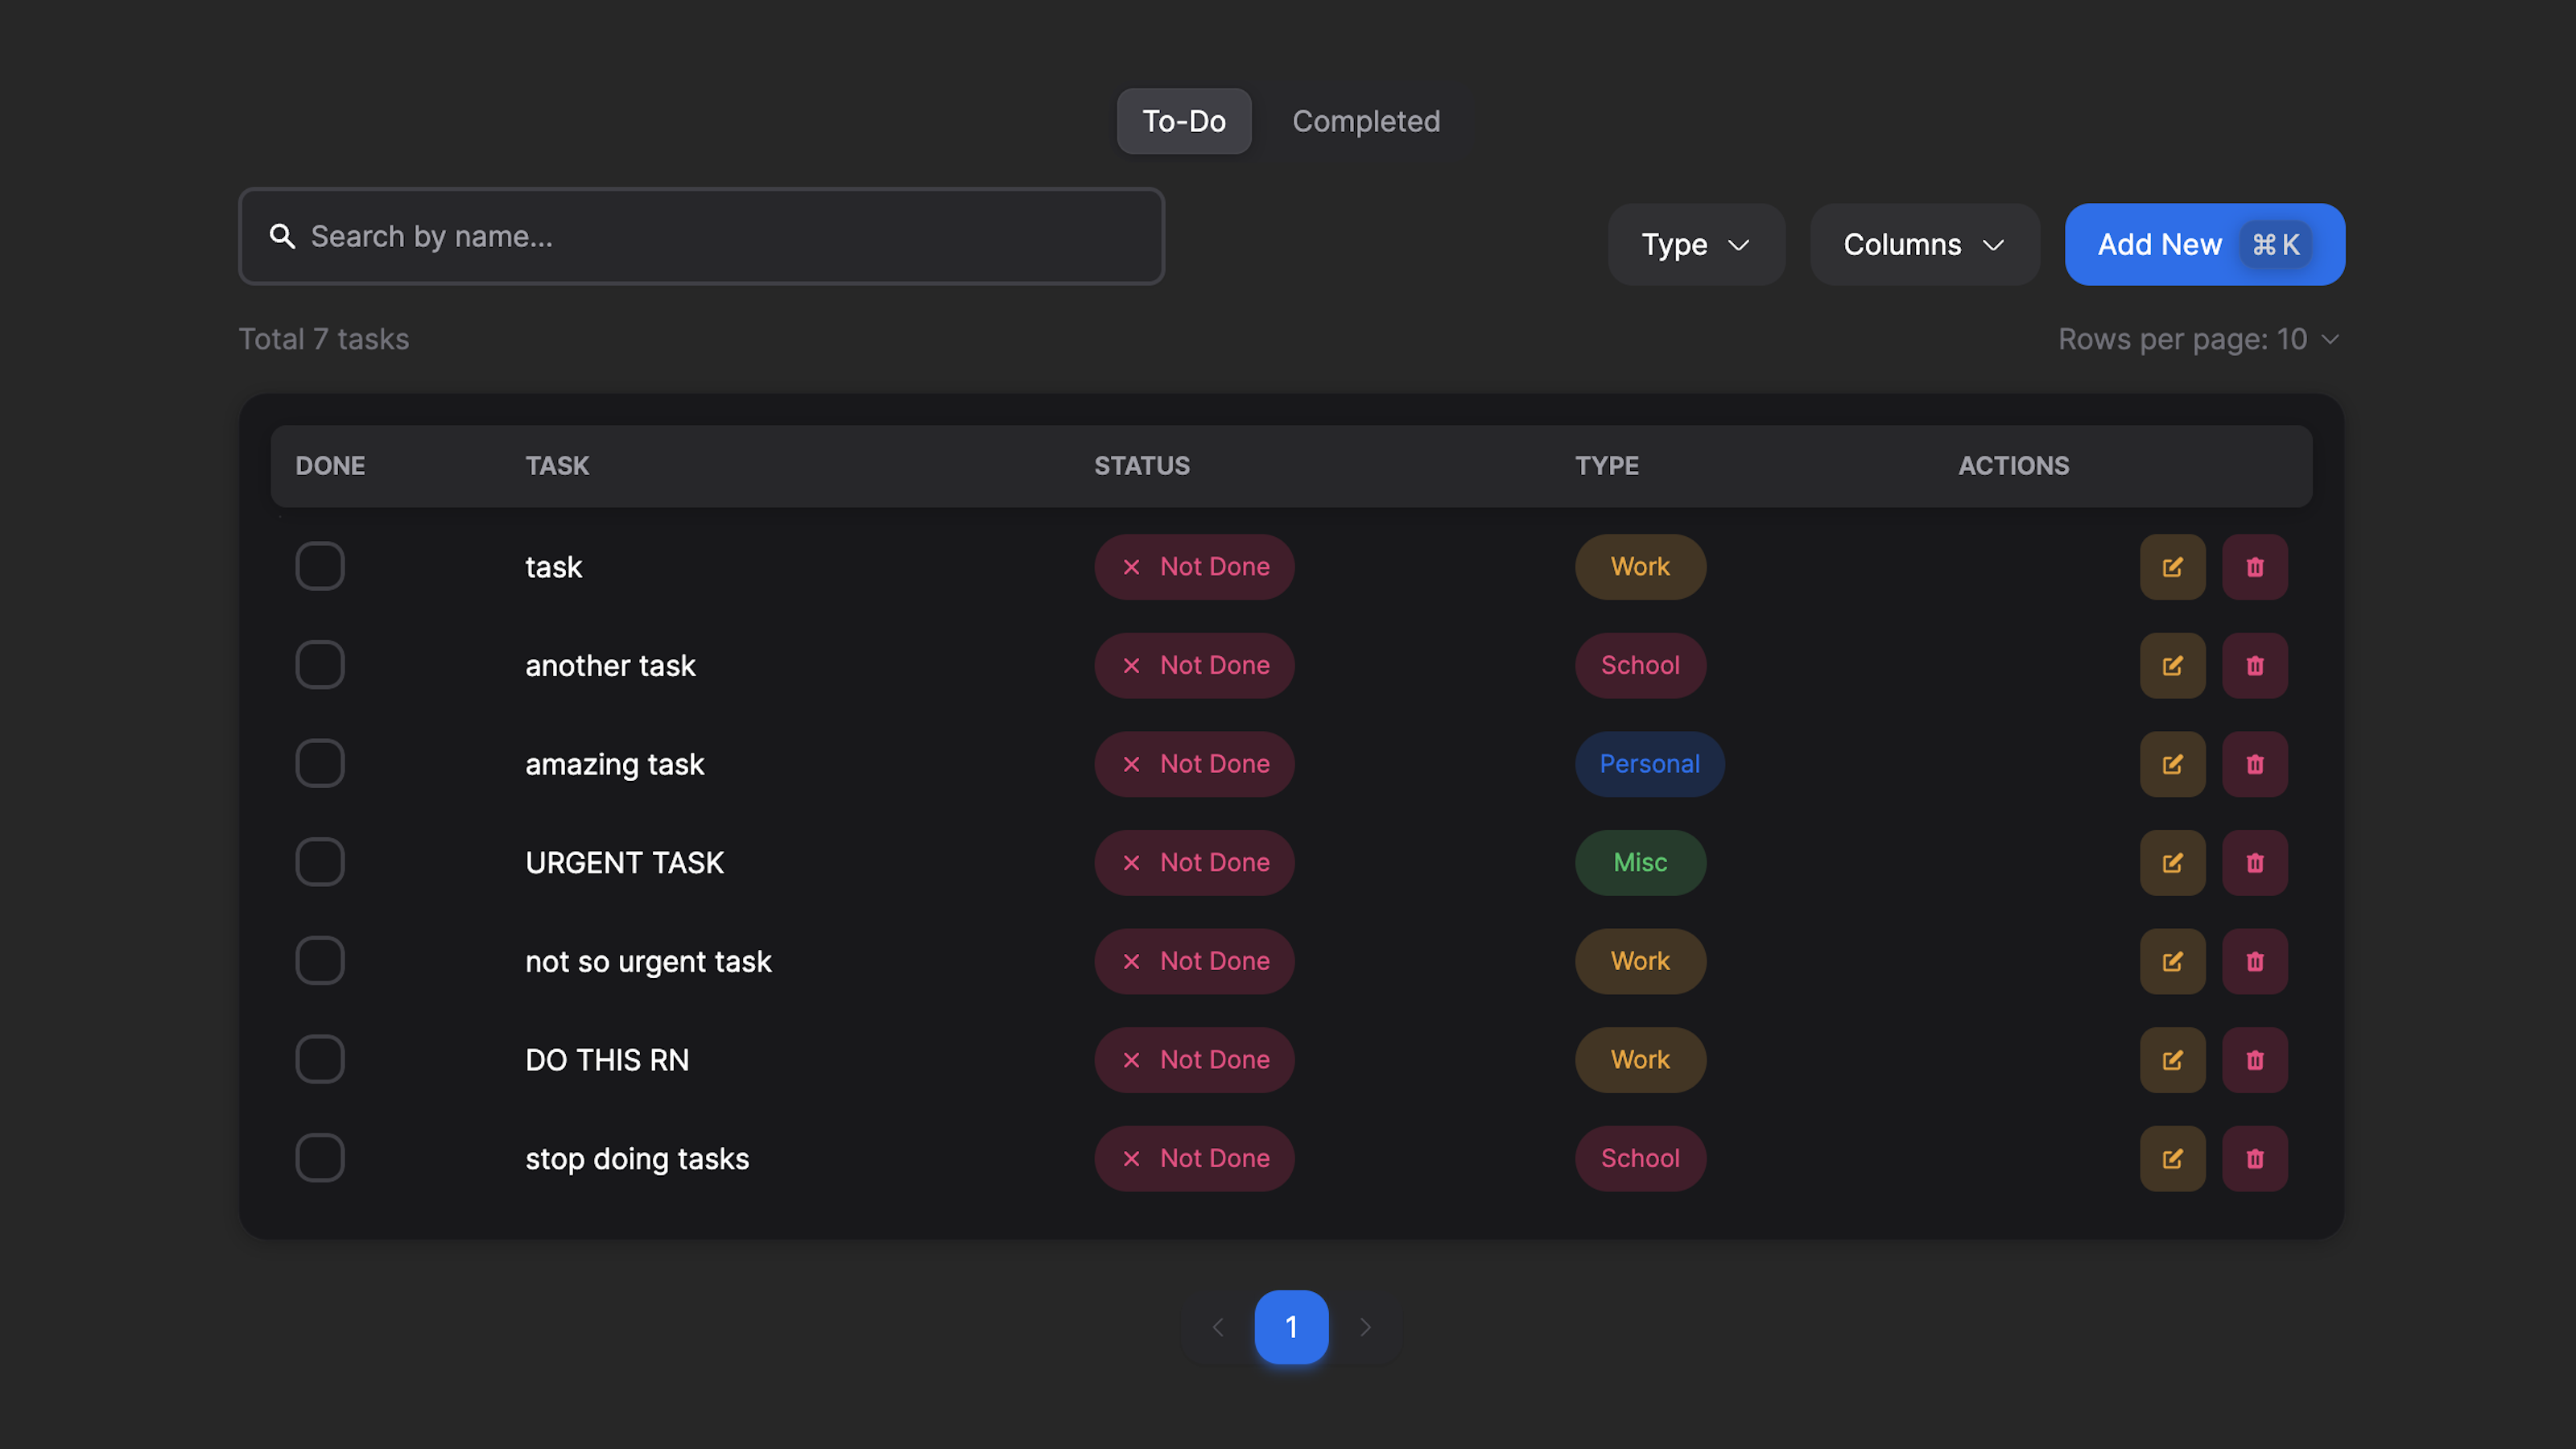 To-Do Completed
Search by name...
Type Columns Add New ⌘K
Total 7 tasks Rows per page: 10
DONE TASK STATUS TYPE ACTIONS
task Not Done Work
another task Not Done School
amazing task Not Done Personal
URGENT TASK Not Done Misc
not so urgent task Not Done Work
DO THIS RN Not Done Work
stop doing tasks Not Done School
1